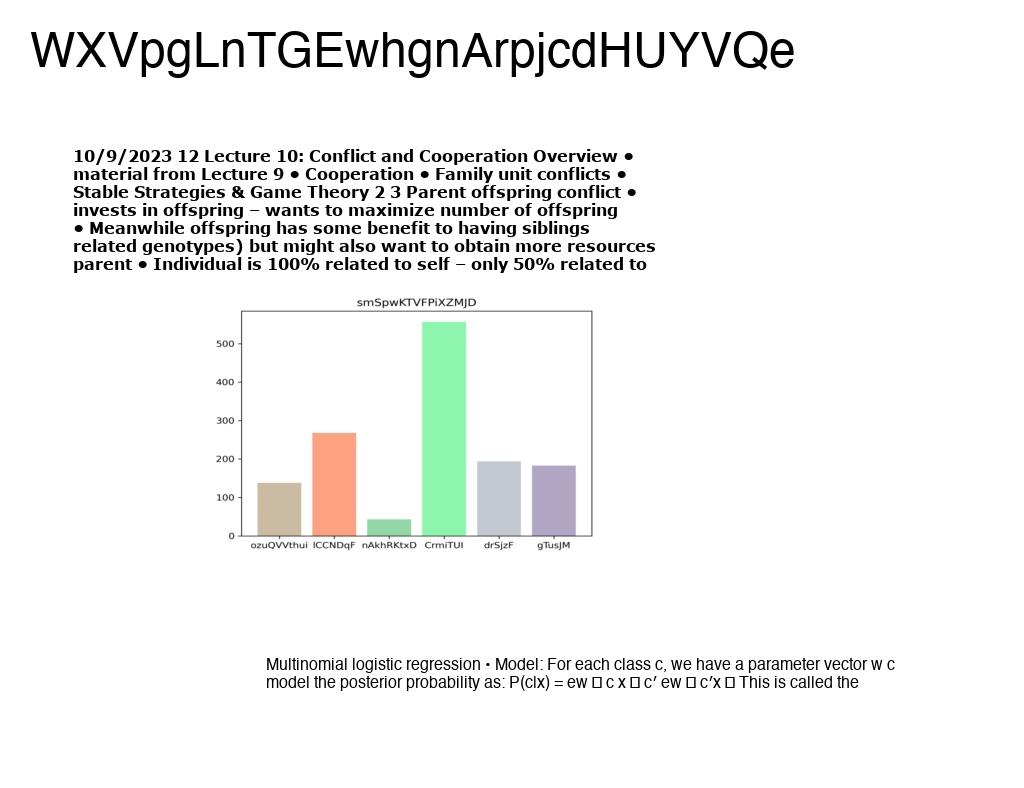 WXVpgLnTGEwhgnArpjcdHUYVQe
10/9/2023 12 Lecture 10: Conflict and Cooperation Overview ●
material from Lecture 9 ● Cooperation ● Family unit conflicts ●
Stable Strategies & Game Theory 2 3 Parent offspring conflict ●
invests in offspring – wants to maximize number of offspring
● Meanwhile offspring has some benefit to having siblings
related genotypes) but might also want to obtain more resources
parent ● Individual is 100% related to self – only 50% related to
smSpwKTVFPiXZMJD
500
400
300
200
100
0
ozuQVVthui lCCNDqF nAkhRKtxD CrmiTUI drSjzF gTusJM
Multinomial logistic regression • Model: For each class c, we have a parameter vector w c
model the posterior probability as: P(c|x) = ew □ c x □ c′ ew □ c′x □ This is called the